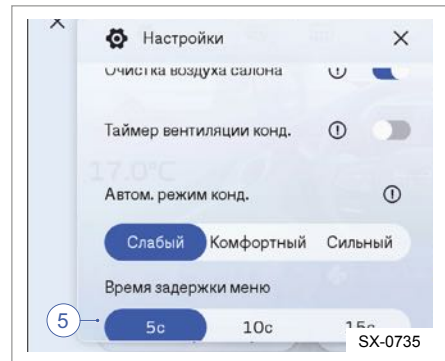 Настройки
Очистка воздуха салона
Таймер вентиляции конд.
17.0°C
Автом. режим конд.
Слабый Комфортный Сильный
Время задержки меню
5 5с 10с 15с
SX-0735